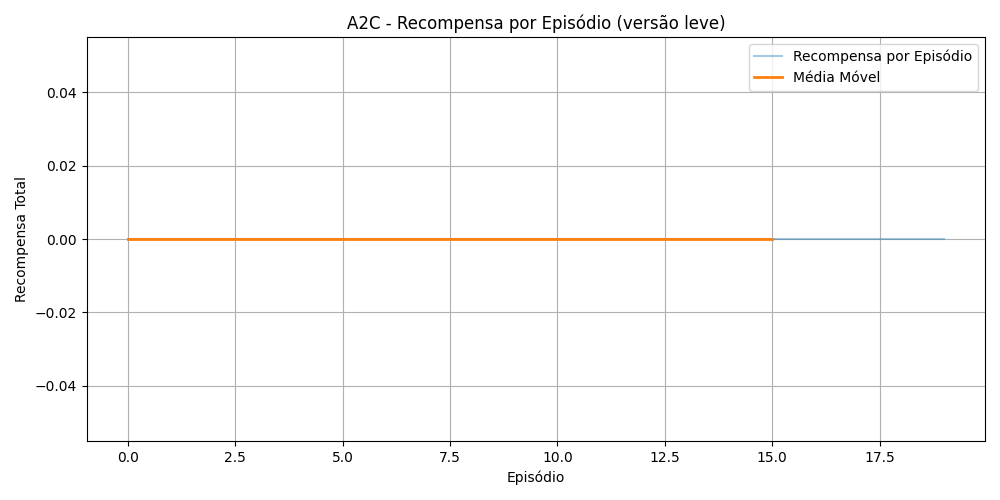 A2C - Recompensa por Episódio (versão leve)
Recompensa por Episódio
Média Móvel
Recompensa Total
0.04
0.02
0.00
−0.02
−0.04
0.0 2.5 5.0 7.5 10.0 12.5 15.0 17.5
Episódio